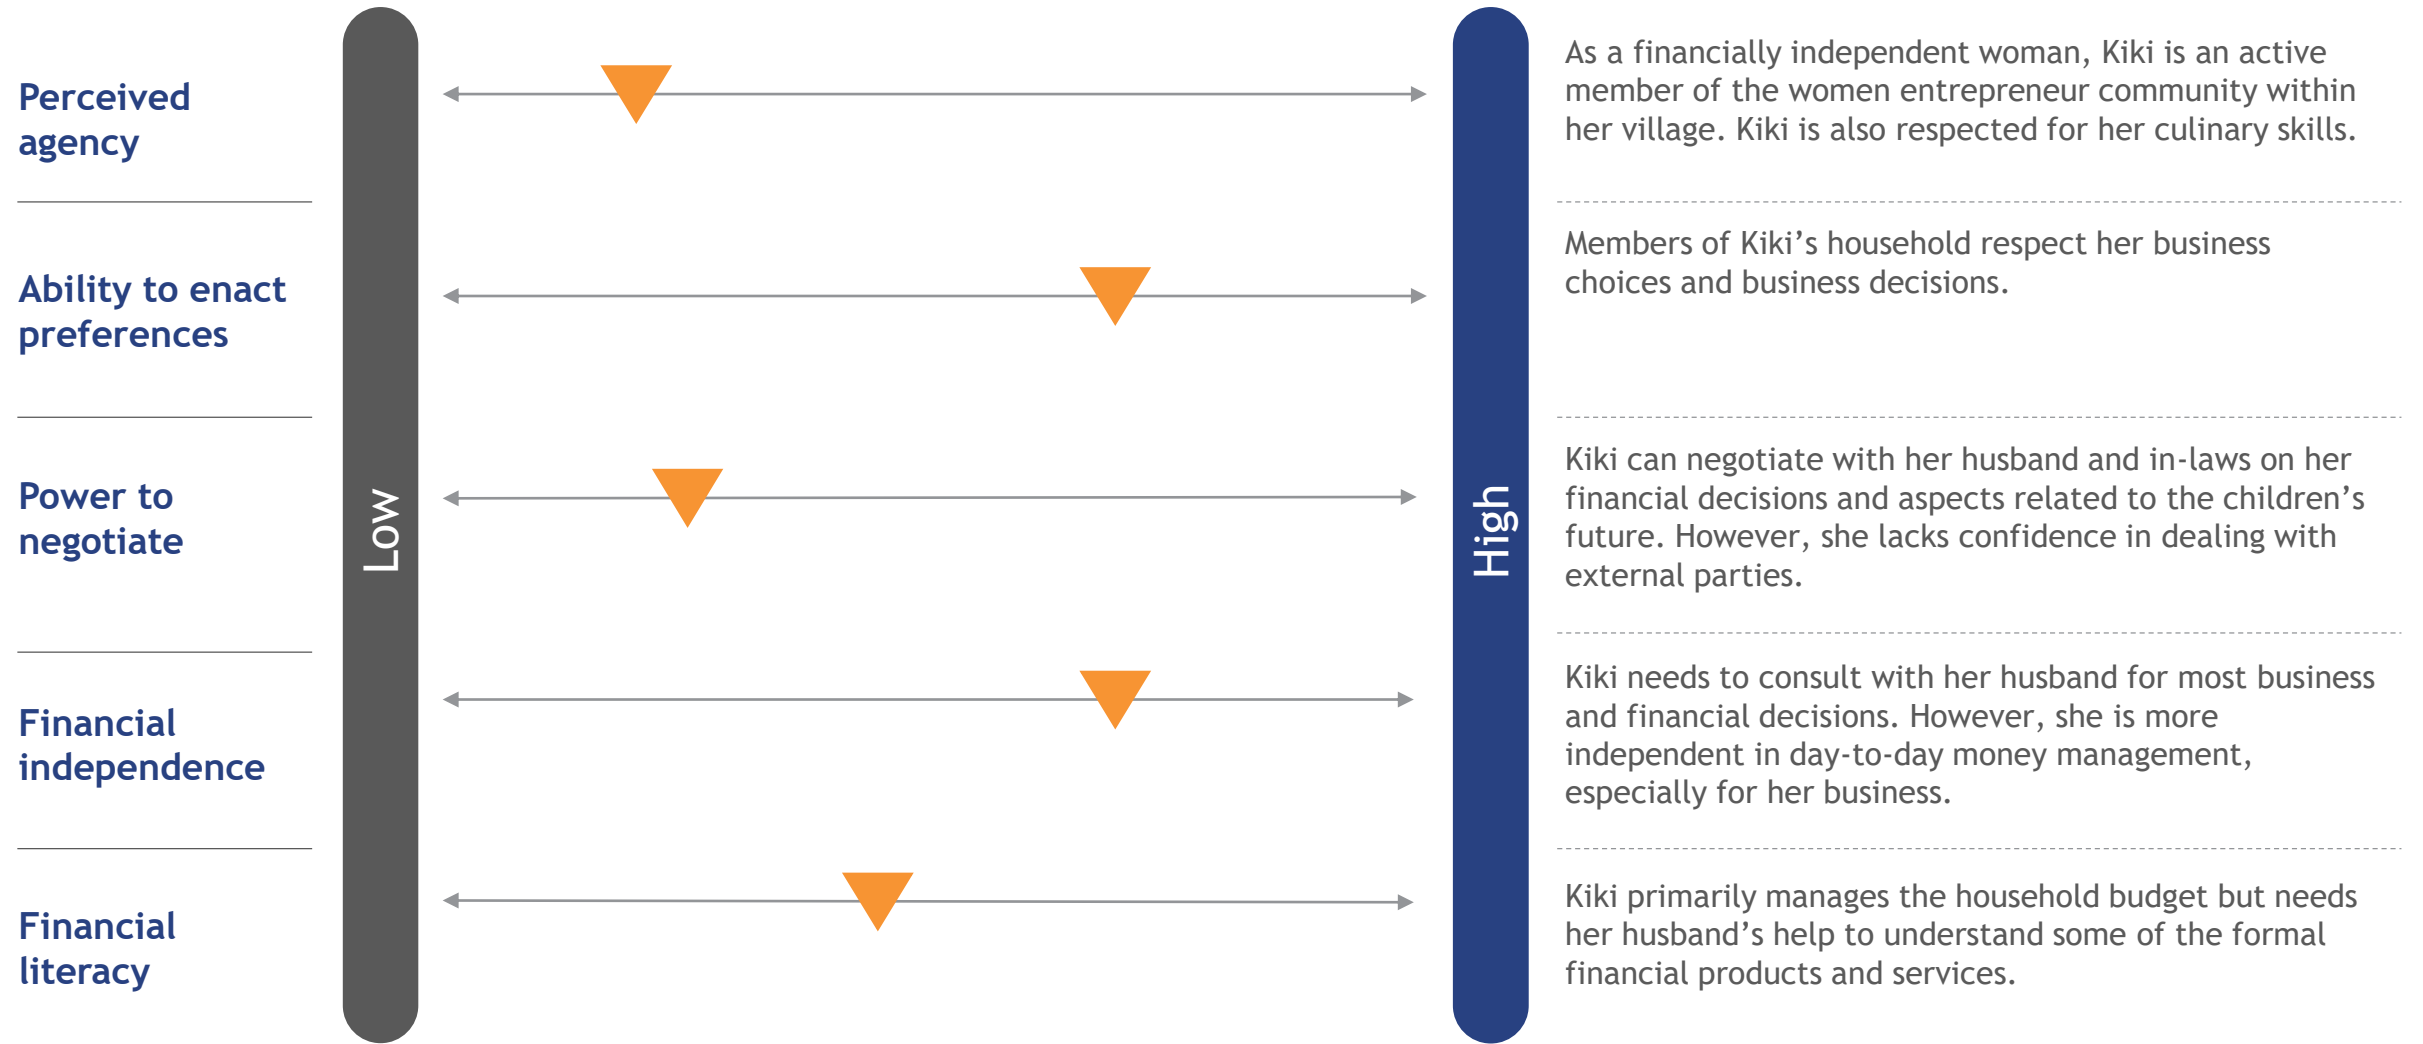 Perceived
agency
As a financially independent woman, Kiki is an active
member of the women entrepreneur community within
her village. Kiki is also respected for her culinary skills.
Ability to enact
preferences
Members of Kiki’s household respect her business
choices and business decisions.
Low
High
Power to
negotiate
Kiki can negotiate with her husband and in-laws on her
financial decisions and aspects related to the children’s
future. However, she lacks confidence in dealing with
external parties.
Financial
independence
Kiki needs to consult with her husband for most business
and financial decisions. However, she is more
independent in day-to-day money management,
especially for her business.
Financial
literacy
Kiki primarily manages the household budget but needs
her husband’s help to understand some of the formal
financial products and services.